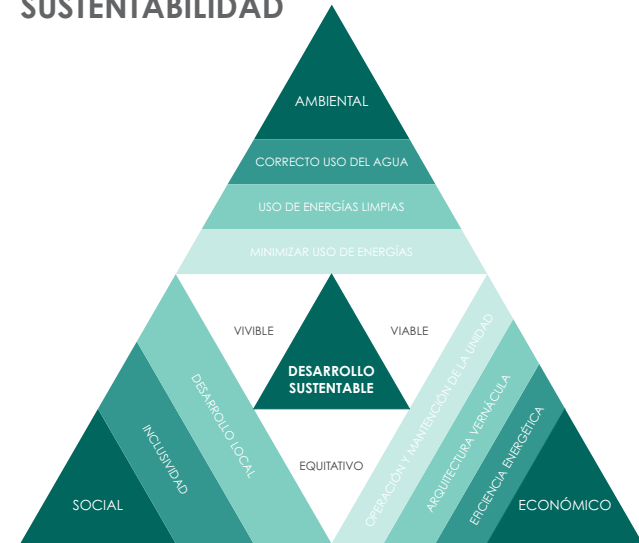 SUSTENTABILIDAD
AMBIENTAL
CORRECTO USO DEL AGUA
USO DE ENERGÍAS LIMPIAS
MINIMIZAR USO DE ENERGÍAS
VIVIBLE
VIABLE
DESARROLLO
SUSTENTABLE
EQUITATIVO
DESARROLLO LOCAL
INCLUSIVIDAD
SOCIAL
OPERACIÓN Y MANTENCIÓN DE LA UNIDAD
ARQUITECTURA VERNÁCULA
EFICIENCIA ENERGÉTICA
ECONÓMICO